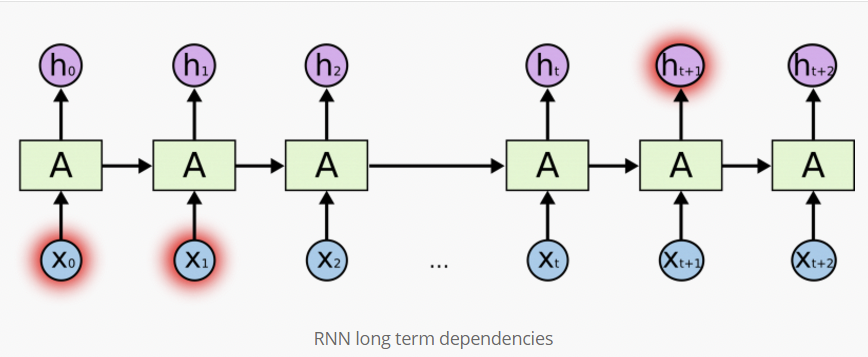 h₀ h₁ h₂ hₜ hₜ₊₁ hₜ₊₂
A A A A A A
x₀ x₁ x₂ ... xₜ xₜ₊₁ xₜ₊₂
RNN long term dependencies